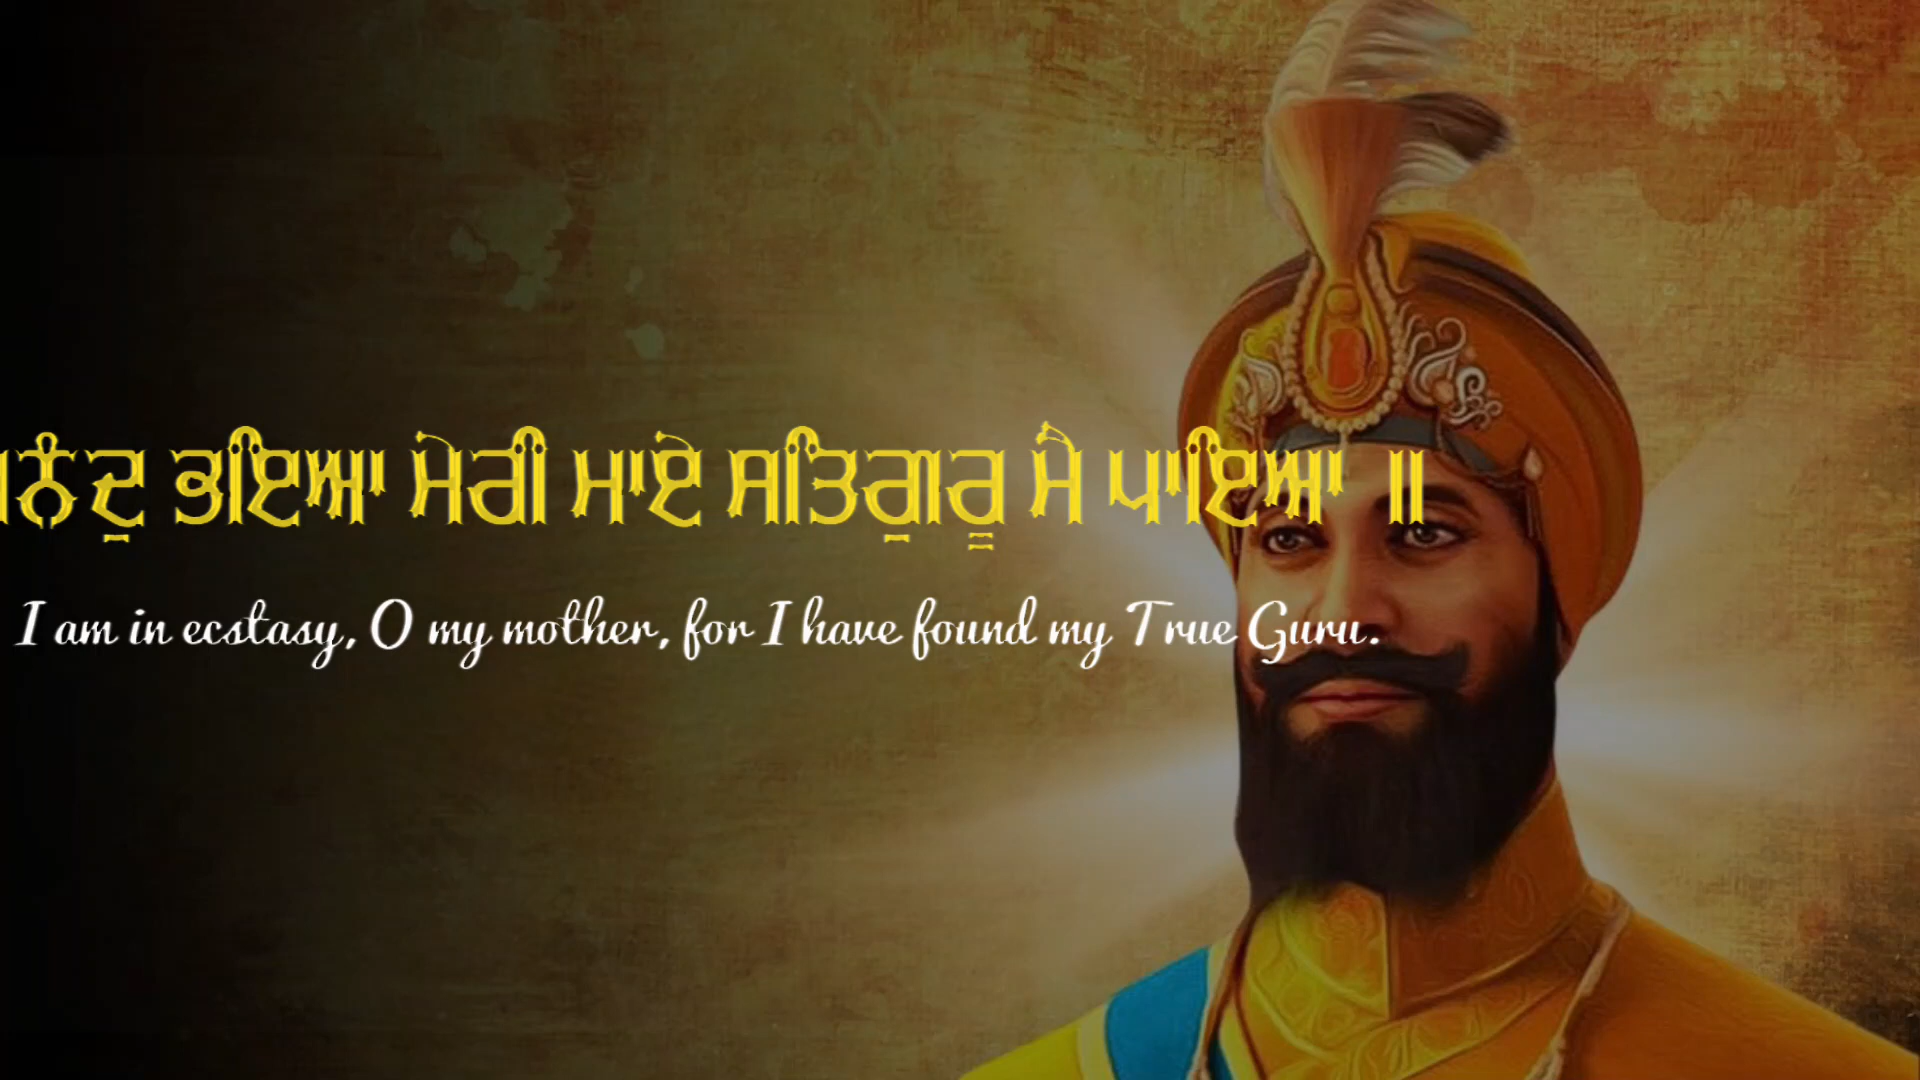 ਨੰਦੁ ਭਇਆ ਮੇਰੀ ਮਾਏ ਸਤਿਗੁਰੂ ਮੈ ਪਾਇਆ ॥
I am in ecstasy, O my mother, for I have found my True Guru.